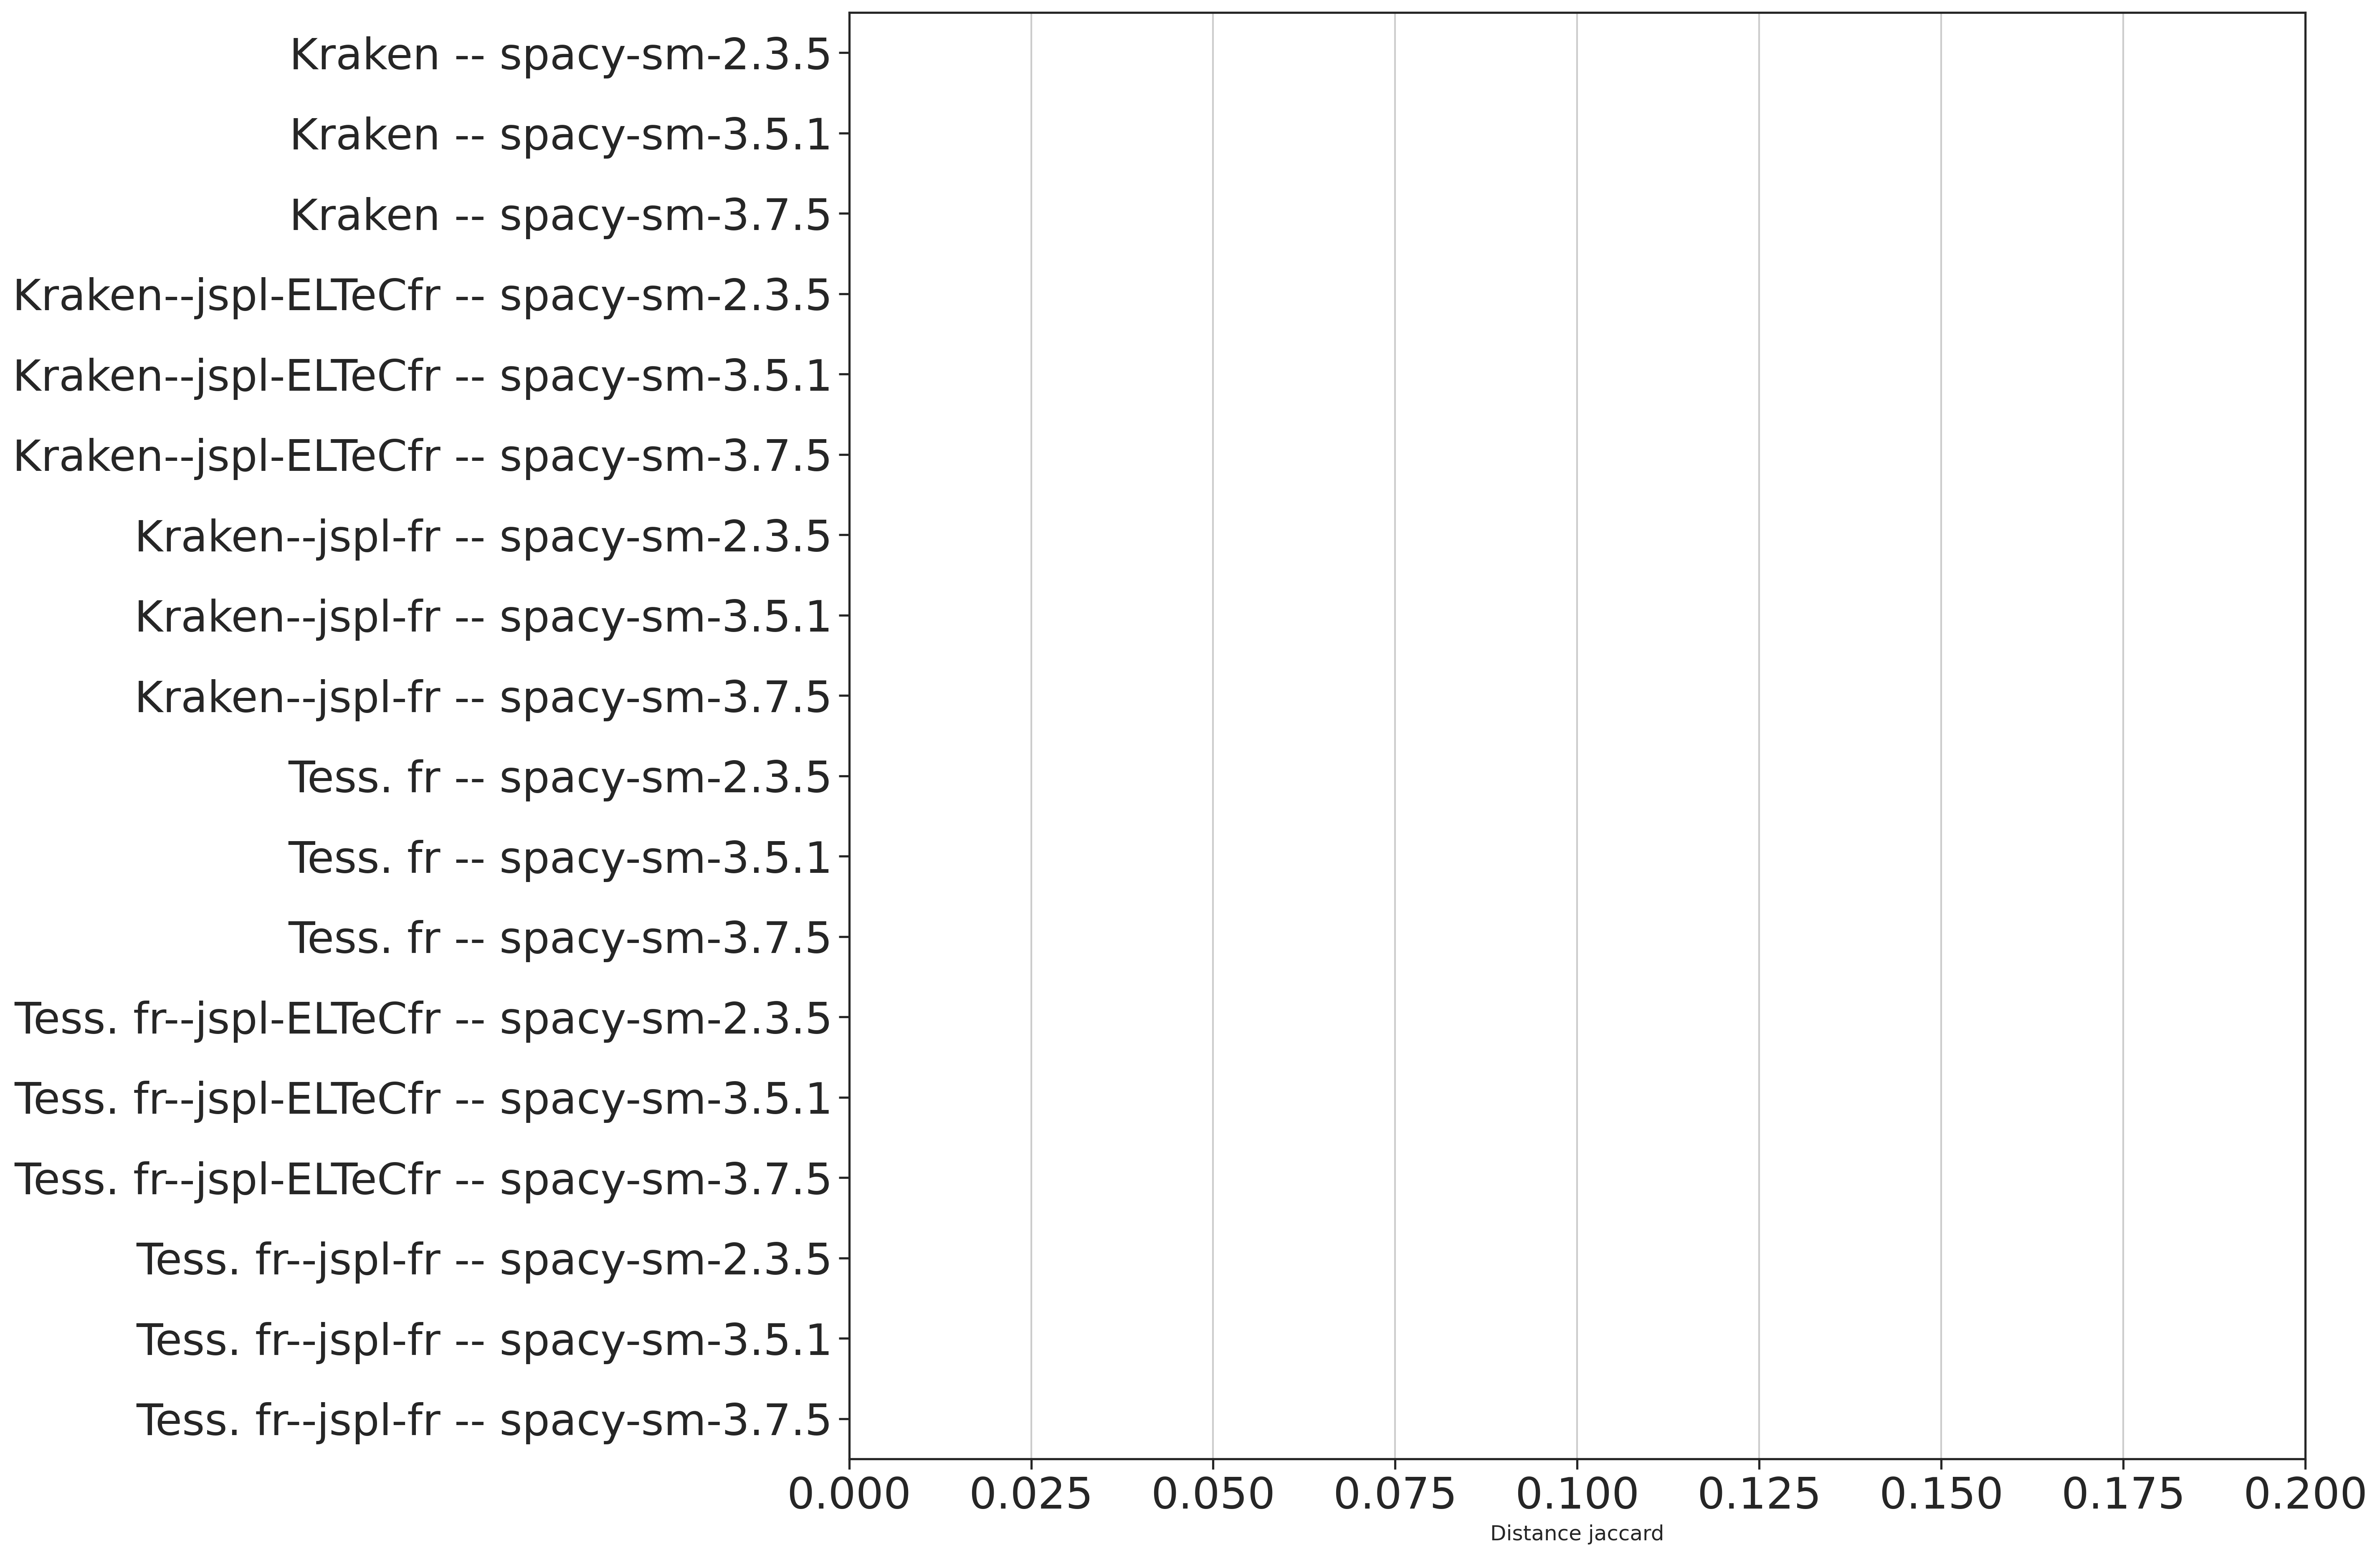 Kraken -- spacy-sm-2.3.5
Kraken -- spacy-sm-3.5.1
Kraken -- spacy-sm-3.7.5
Kraken--jspl-ELTeCfr -- spacy-sm-2.3.5
Kraken--jspl-ELTeCfr -- spacy-sm-3.5.1
Kraken--jspl-ELTeCfr -- spacy-sm-3.7.5
Kraken--jspl-fr -- spacy-sm-2.3.5
Kraken--jspl-fr -- spacy-sm-3.5.1
Kraken--jspl-fr -- spacy-sm-3.7.5
Tess. fr -- spacy-sm-2.3.5
Tess. fr -- spacy-sm-3.5.1
Tess. fr -- spacy-sm-3.7.5
Tess. fr--jspl-ELTeCfr -- spacy-sm-2.3.5
Tess. fr--jspl-ELTeCfr -- spacy-sm-3.5.1
Tess. fr--jspl-ELTeCfr -- spacy-sm-3.7.5
Tess. fr--jspl-fr -- spacy-sm-2.3.5
Tess. fr--jspl-fr -- spacy-sm-3.5.1
Tess. fr--jspl-fr -- spacy-sm-3.7.5
0.000 0.025 0.050 0.075 0.100 0.125 0.150 0.175 0.200
Distance jaccard